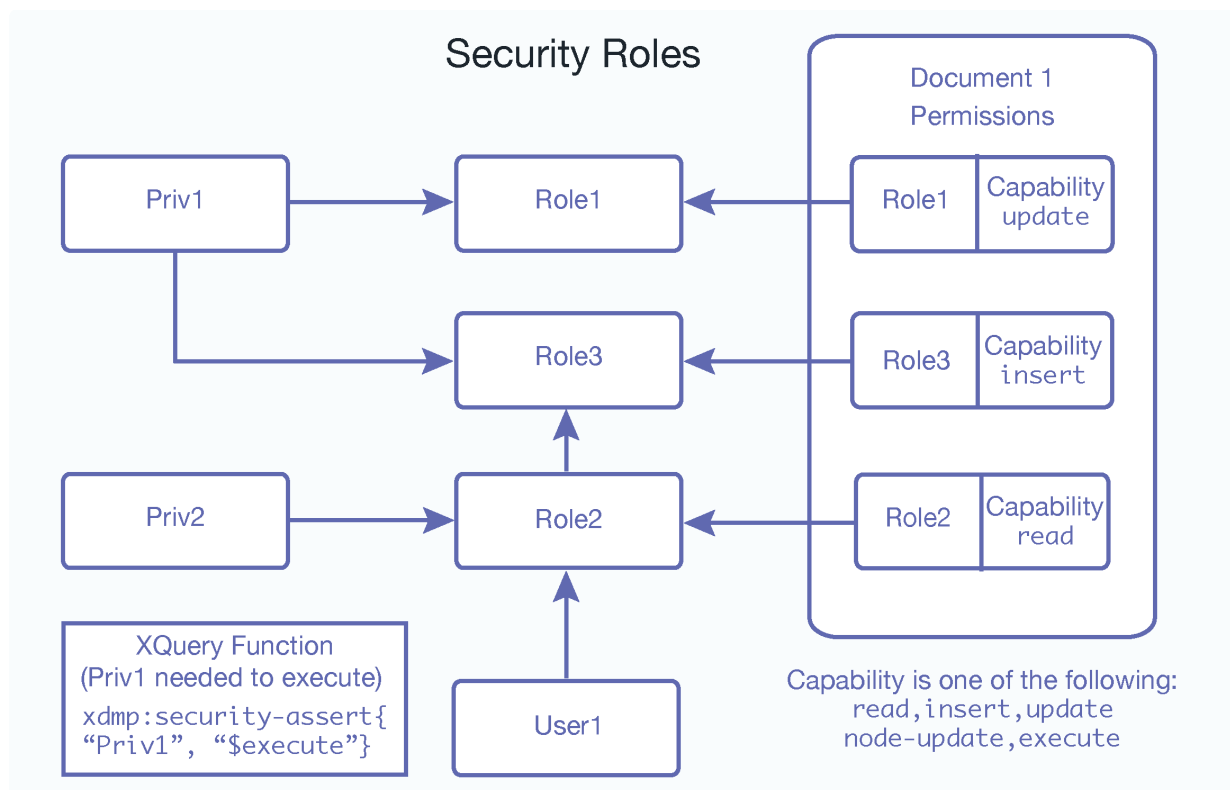 Security Roles
Document 1
Permissions
Priv1
Role1
Role1
Capability
update
Role3
Role3
Capability
insert
Priv2
Role2
Role2
Capability
read
XQuery Function
(Priv1 needed to execute)
xdmp:security-assert{
“Priv1”, “$execute”}
User1
Capability is one of the following:
read,insert,update
node-update,execute